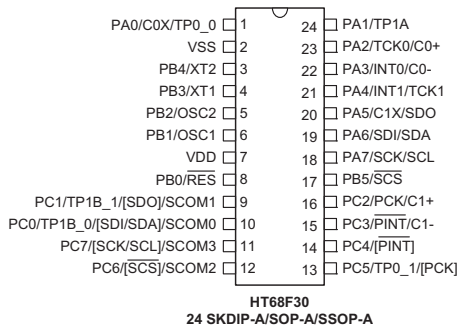 PA0/C0X/TP0_0 1 24 PA1/TP1A
VSS 2 23 PA2/TCK0/C0+
PB4/XT2 3 22 PA3/INT0/C0-
PB3/XT1 4 21 PA4/INT1/TCK1
PB2/OSC2 5 20 PA5/C1X/SDO
PB1/OSC1 6 19 PA6/SDI/SDA
VDD 7 18 PA7/SCK/SCL
PB0/RES 8 17 PB5/SCS
PC1/TP1B_1/[SDO]/SCOM1 9 16 PC2/PCK/C1+
PC0/TP1B_0/[SDI/SDA]/SCOM0 10 15 PC3/PINT/C1-
PC7/[SCK/SCL]/SCOM3 11 14 PC4/[PINT]
PC6/[SCS]/SCOM2 12 13 PC5/TP0_1/[PCK]
HT68F30
24 SKDIP-A/SOP-A/SSOP-A